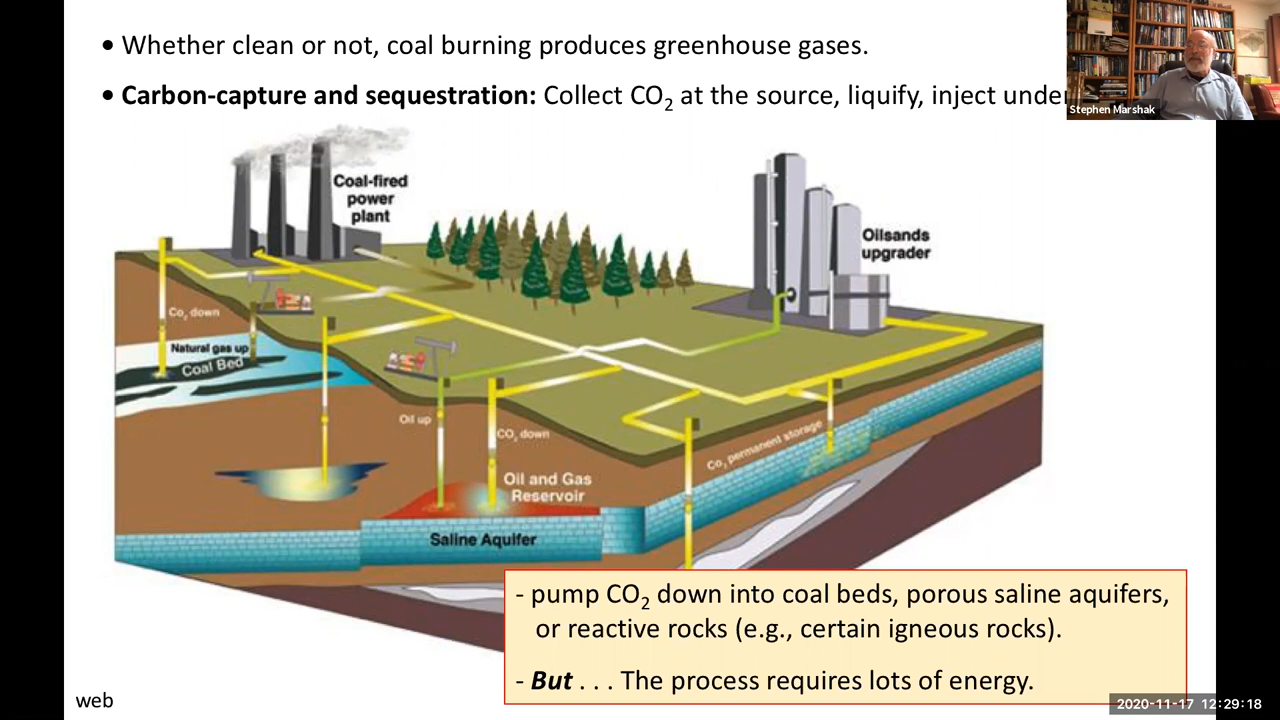 • Whether clean or not, coal burning produces greenhouse gases.
• Carbon-capture and sequestration: Collect CO₂ at the source, liquify, inject
Stephen Marshak
Coal-fired
power
plant
Oilsands
upgrader
Co₂ down
Natural gas up
Coal Bed
Oil up
CO₂ down
Co₂ permanent storage
Oil and Gas
Reservoir
Saline Aquifer
- pump CO₂ down into coal beds, porous saline aquifers,
or reactive rocks (e.g., certain igneous rocks).
- But . . . The process requires lots of energy.
web
2020-11-17 12:29:18